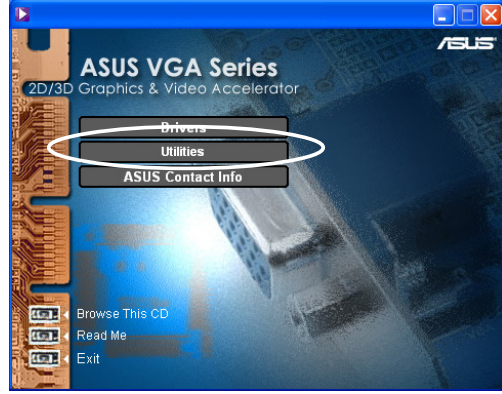 ASUS
ASUS VGA Series
2D/3D Graphics & Video Accelerator
Drivers
Utilities
ASUS Contact Info
Browse This CD
Read Me
Exit